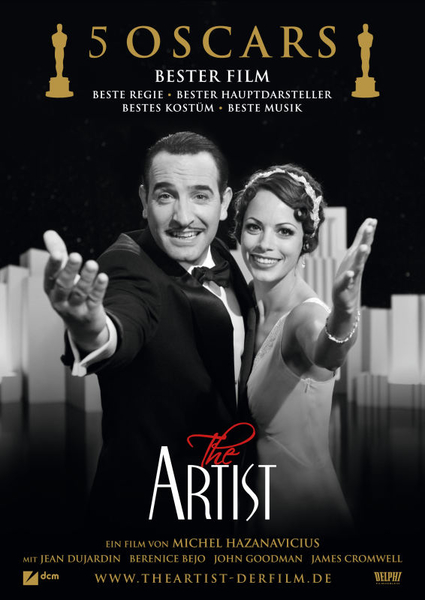 5 OSCARS
BESTER FILM
BESTE REGIE • BESTER HAUPTDARSTELLER
BESTES KOSTÜM • BESTE MUSIK
The
ARTIST
EIN FILM VON MICHEL HAZANAVICIUS
MIT JEAN DUJARDIN BERENICE BEJO JOHN GOODMAN JAMES CROMWELL
dcm WWW.THEARTIST-DERFILM.DE DELPHI